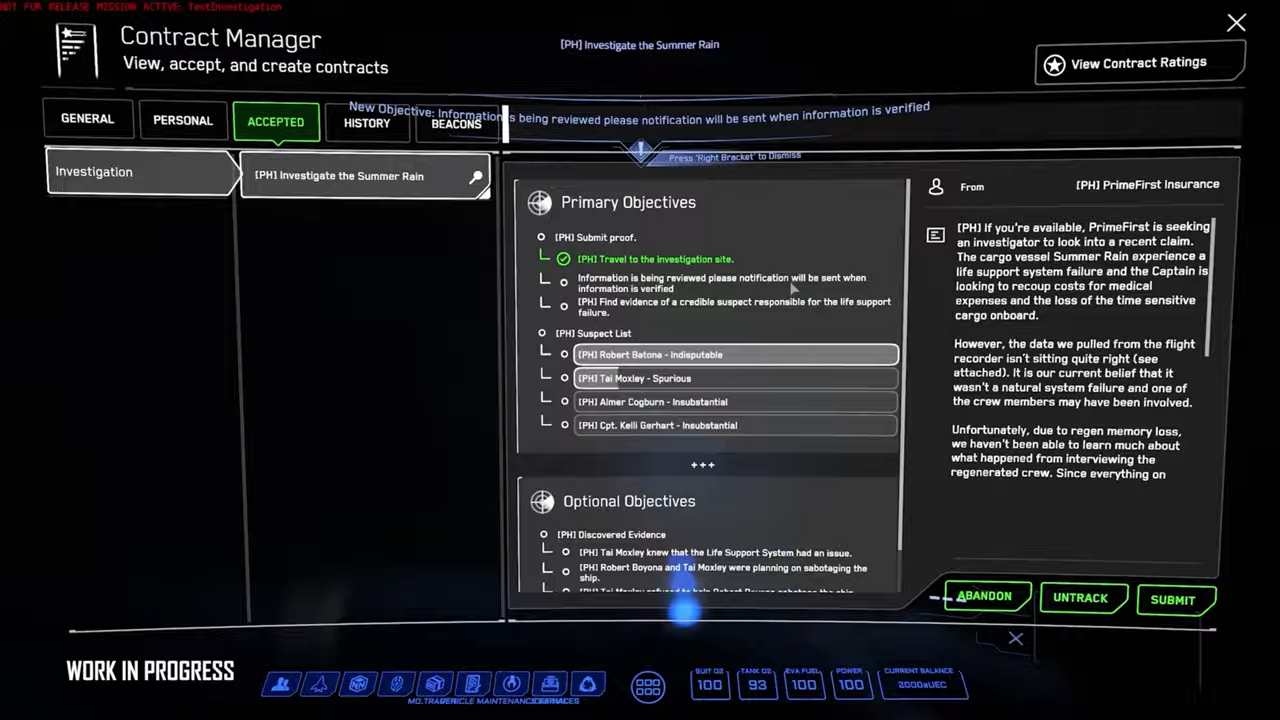 NOT FOR RELEASE MISSION ACTIVE: TestInvestigation
Contract Manager
View, accept, and create contracts
[PH] Investigate the Summer Rain
View Contract Ratings
GENERAL
PERSONAL
ACCEPTED
HISTORY
BEACONS
New Objective: Information is being reviewed please notification will be sent when information is verified
Press 'Right Bracket' to Dismiss
Investigation
[PH] Investigate the Summer Rain
Primary Objectives
[PH] Submit proof.
[PH] Travel to the investigation site.
Information is being reviewed please notification will be sent when
information is verified
[PH] Find evidence of a credible suspect responsible for the life support
failure.
[PH] Suspect List
[PH] Robert Batona - Indisputable
[PH] Tai Moxley - Spurious
[PH] Almer Cogburn - Insubstantial
[PH] Cpt. Kelli Gerhart - Insubstantial
+++
Optional Objectives
[PH] Discovered Evidence
[PH] Tai Moxley knew that the Life Support System had an issue.
[PH] Robert Boyona and Tai Moxley were planning on sabotaging the
ship.
[PH] Tai Moxley refused to help Robert Boyona sabotage the ship
From
[PH] PrimeFirst Insurance
[PH] If you're available, PrimeFirst is seeking
an investigator to look into a recent claim.
The cargo vessel Summer Rain experience a
life support system failure and the Captain is
looking to recoup costs for medical
expenses and the loss of the time sensitive
cargo onboard.
However, the data we pulled from the flight
recorder isn't sitting quite right (see
attached). It is our current belief that it
wasn't a natural system failure and one of
the crew members may have been involved.
Unfortunately, due to regen memory loss,
we haven't been able to learn much about
what happened from interviewing the
regenerated crew. Since everything on
ABANDON
UNTRACK
SUBMIT
WORK IN PROGRESS
SUIT O2
100
TANK O2
93
EVA FUEL
100
POWER
100
CURRENT BALANCE
2000aUEC